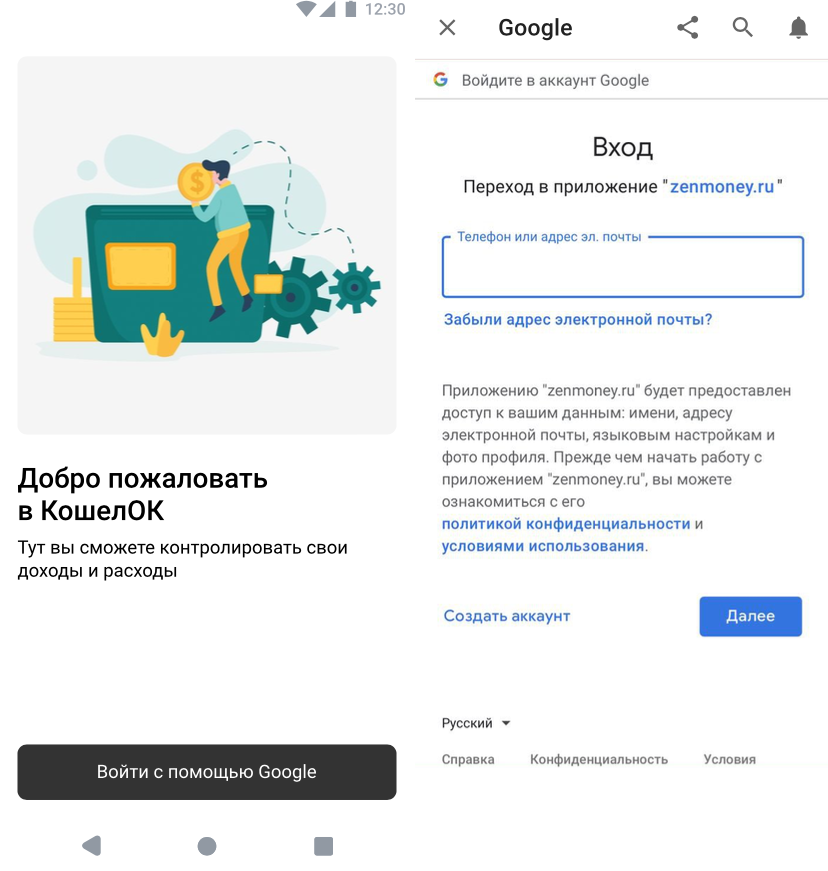 12:30
$
Добро пожаловать
в КошелОК
Тут вы сможете контролировать свои
доходы и расходы
Войти с помощью Google
Google
Войдите в аккаунт Google
Вход
Переход в приложение "zenmoney.ru"
Телефон или адрес эл. почты
Забыли адрес электронной почты?
Приложению "zenmoney.ru" будет предоставлен
доступ к вашим данным: имени, адресу
электронной почты, языковым настройкам и
фото профиля. Прежде чем начать работу с
приложением "zenmoney.ru", вы можете
ознакомиться с его
политикой конфиденциальности и
условиями использования.
Создать аккаунт
Далее
Русский
Справка Конфиденциальность Условия